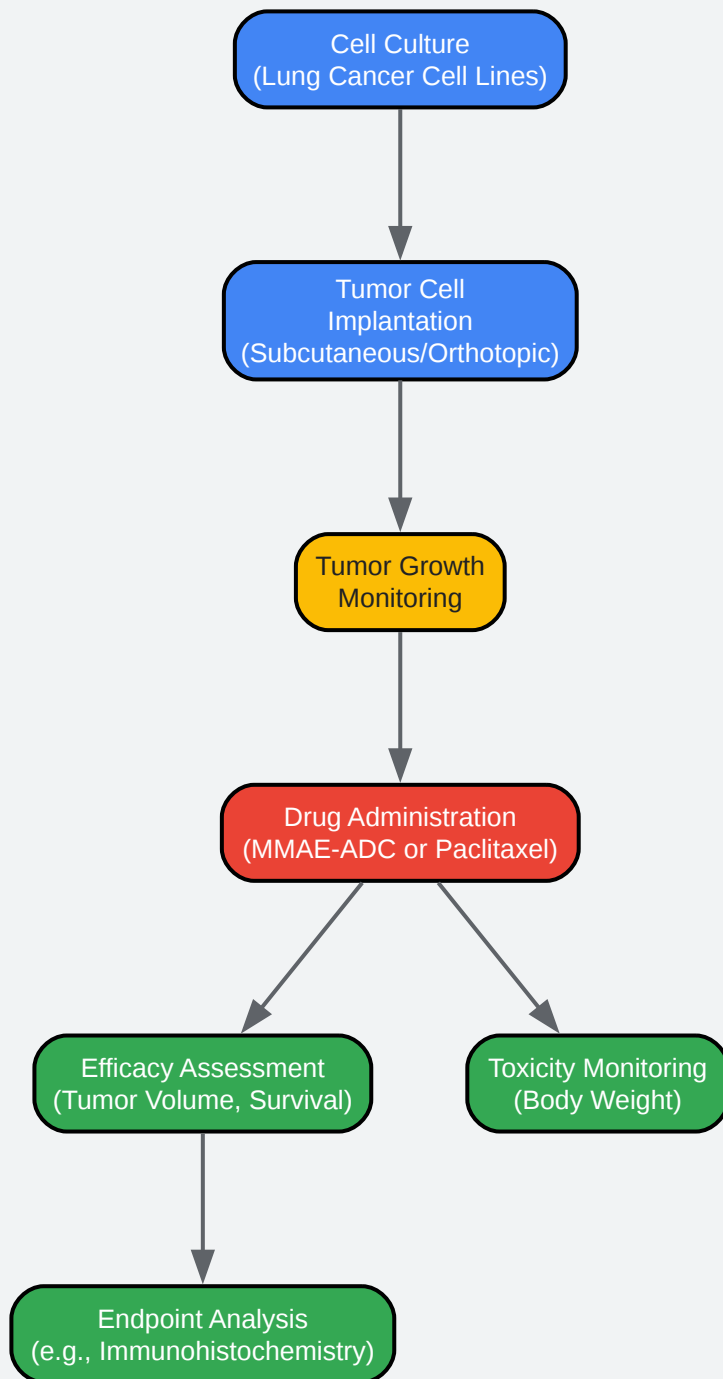 Cell Culture
(Lung Cancer Cell Lines)
Tumor Cell
Implantation
(Subcutaneous/Orthotopic)
Tumor Growth
Monitoring
Drug Administration
(MMAE-ADC or Paclitaxel)
Efficacy Assessment
(Tumor Volume, Survival)
Toxicity Monitoring
(Body Weight)
Endpoint Analysis
(e.g., Immunohistochemistry)